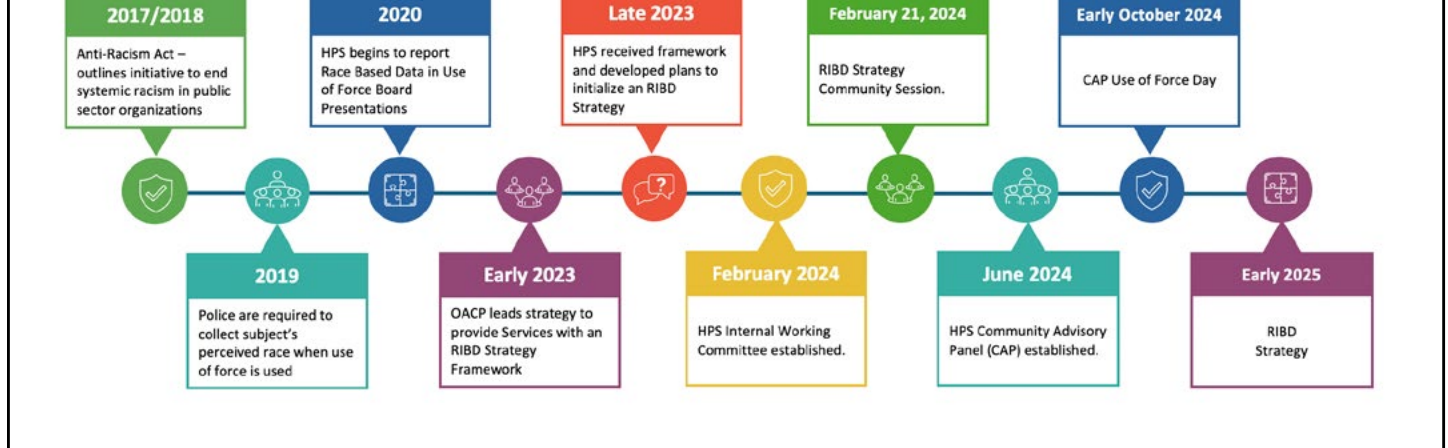 2017/2018
Anti-Racism Act –
outlines initiative to end
systemic racism in public
sector organizations
2019
Police are required to
collect subject's
perceived race when use
of force is used
2020
HPS begins to report
Race Based Data in Use
of Force Board
Presentations
Early 2023
OACP leads strategy to
provide Services with an
RIBD Strategy
Framework
Late 2023
HPS received framework
and developed plans to
initialize an RIBD
Strategy
?
February 2024
HPS Internal Working
Committee established.
February 21, 2024
RIBD Strategy
Community Session.
June 2024
HPS Community Advisory
Panel (CAP) established.
Early October 2024
CAP Use of Force Day
Early 2025
RIBD
Strategy